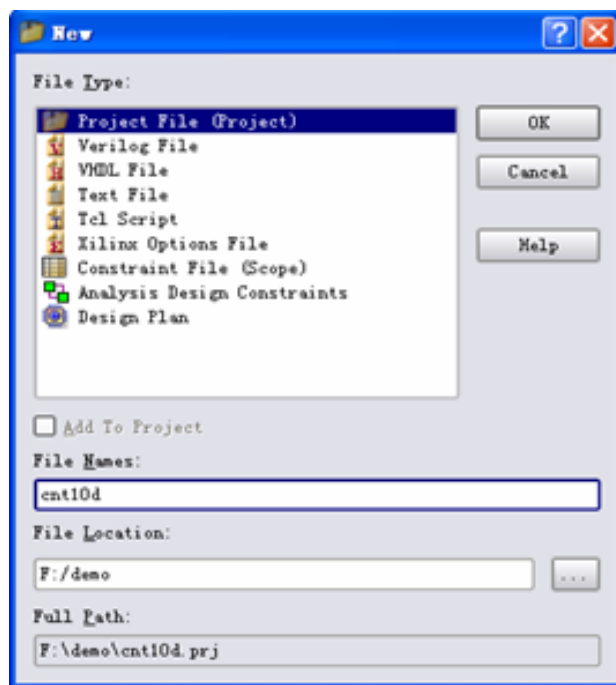 New
File Type:
Project File (Project)
OK
Verilog File
VHDL File
Cancel
Text File
Tcl Script
Xilinx Options File
Help
Constraint File (Scope)
Analysis Design Constraints
Design Plan
Add To Project
File Names:
cnt10d
File Location:
F:/demo
...
Full Path:
F:\demo\cnt10d.prj